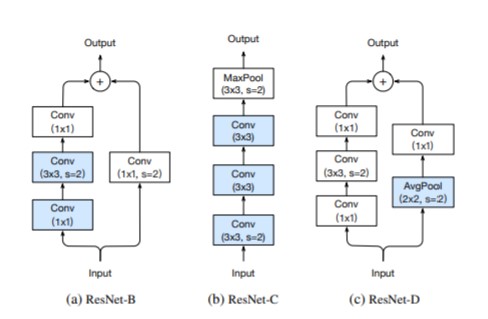 Output
+
Conv
(1x1)
Conv
(3x3, s=2)
Conv
(1x1)
Conv
(1x1, s=2)
Input
(a) ResNet-B
Output
MaxPool
(3x3, s=2)
Conv
(3x3)
Conv
(3x3)
Conv
(3x3, s=2)
Input
(b) ResNet-C
Output
+
Conv
(1x1)
Conv
(3x3, s=2)
Conv
(1x1)
Conv
(1x1)
AvgPool
(2x2, s=2)
Input
(c) ResNet-D